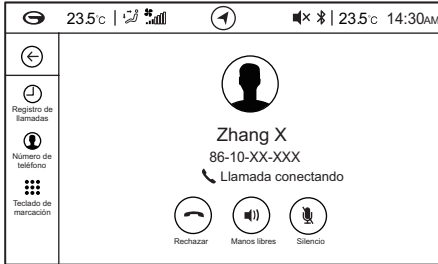 23.5°C 23.5°C 14:30AM
Registro de
llamadas
Número de
teléfono
Teclado de
marcación
Zhang X
86-10-XX-XXX
Llamada conectando
Rechazar Manos libres Silencio